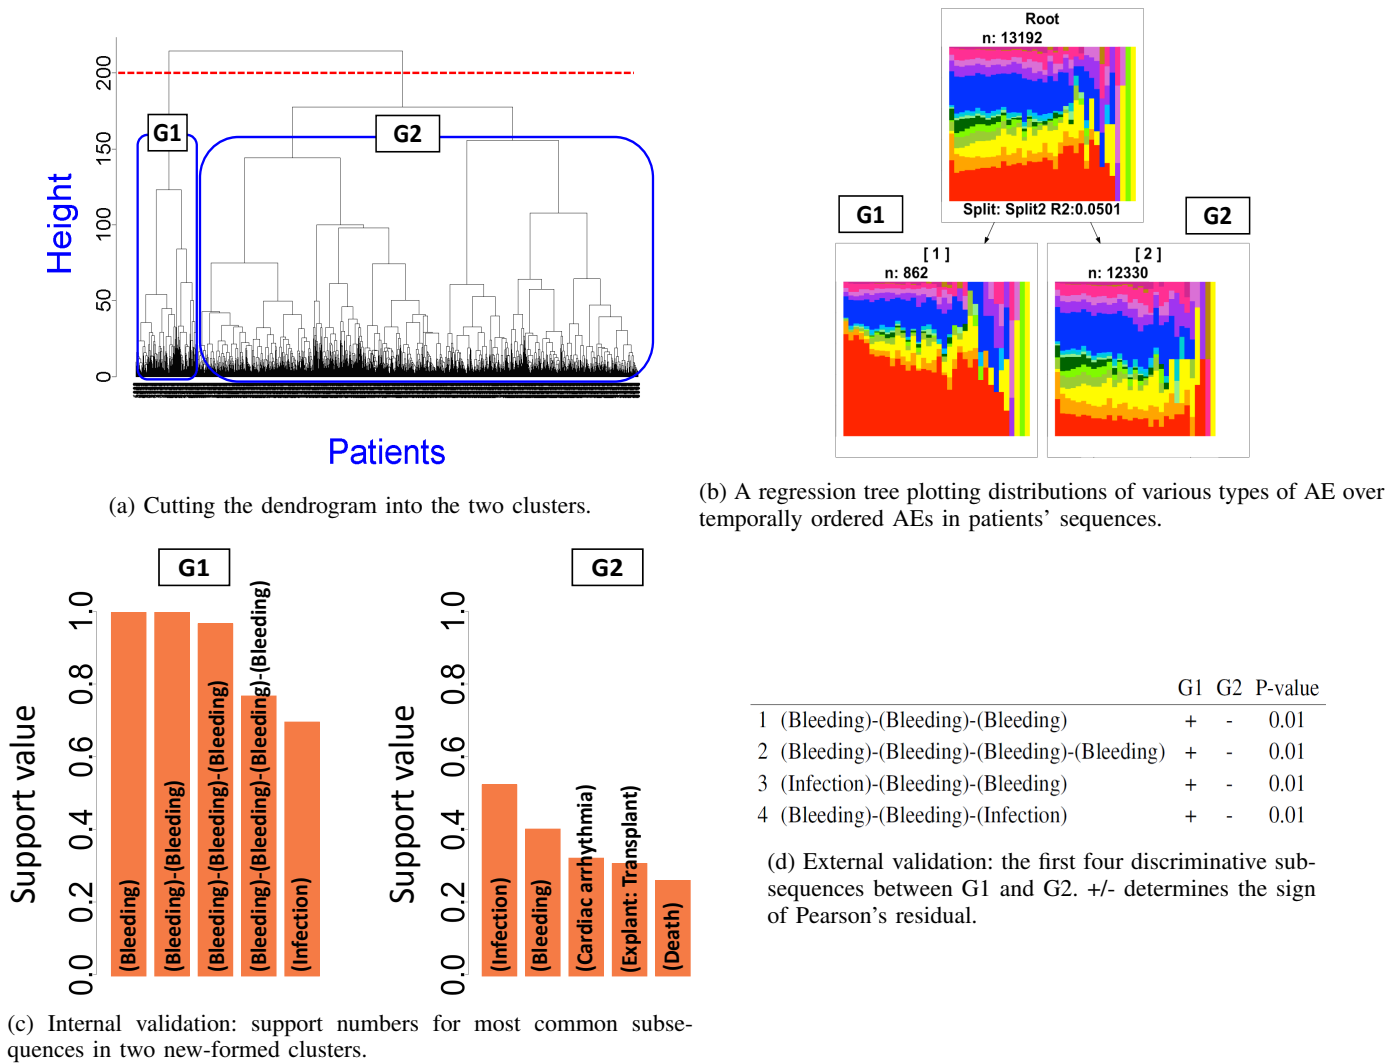 200
150
100
50
0
Height
G1
G2
Patients
(a) Cutting the dendrogram into the two clusters.
Root
n: 13192
Split: Split2 R2:0.0501
G1
G2
[ 1 ]
n: 862
[ 2 ]
n: 12330
(b) A regression tree plotting distributions of various types of AE over
temporally ordered AEs in patients' sequences.
G1
Support value
1.0
0.8
0.6
0.4
0.2
0.0
(Bleeding)
(Bleeding)-(Bleeding)
(Bleeding)-(Bleeding)-(Bleeding)
(Bleeding)-(Bleeding)-(Bleeding)-(Bleeding)
(Infection)
G2
Support value
1.0
0.8
0.6
0.4
0.2
0.0
(Infection)
(Bleeding)
(Cardiac arrhythmia)
(Explant: Transplant)
(Death)
(c) Internal validation: support numbers for most common subse-
quences in two new-formed clusters.
G1 G2 P-value
1 (Bleeding)-(Bleeding)-(Bleeding) + - 0.01
2 (Bleeding)-(Bleeding)-(Bleeding)-(Bleeding) + - 0.01
3 (Infection)-(Bleeding)-(Bleeding) + - 0.01
4 (Bleeding)-(Bleeding)-(Infection) + - 0.01
(d) External validation: the first four discriminative sub-
sequences between G1 and G2. +/- determines the sign
of Pearson's residual.